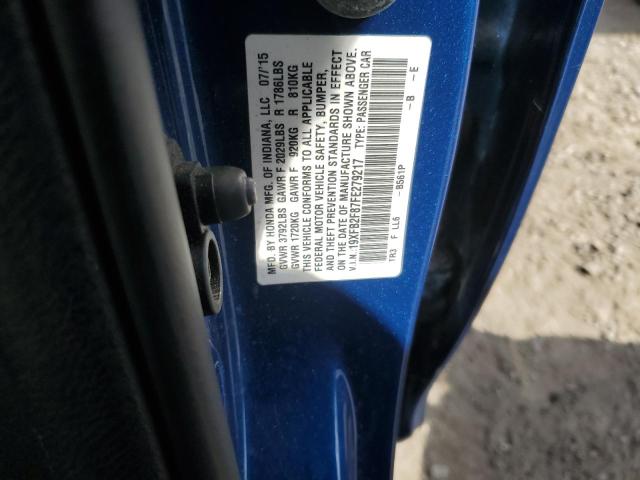 MFD. BY HONDA MFG. OF INDIANA, LLC 07/15
GVWR 3792LBS GAWR F 2029LBS R 1786LBS
GVWR 1720KG GAWR F 920KG R 810KG
THIS VEHICLE CONFORMS TO ALL APPLICABLE
FEDERAL MOTOR VEHICLE SAFETY, BUMPER,
AND THEFT PREVENTION STANDARDS IN EFFECT
ON THE DATE OF MANUFACTURE SHOWN ABOVE.
V.I.N. 19XFB2F87FE279217 TYPE: PASSENGER CAR
TR3 F LL6 -B561P -B -E